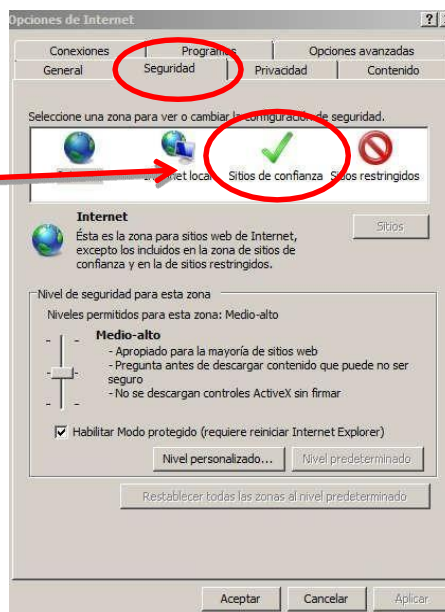 Opciones de Internet
Conexiones Programas Opciones avanzadas
General Seguridad Privacidad Contenido
Seleccione una zona para ver o cambiar la configuración de seguridad.
Internet local Sitios de confianza Sitios restringidos
Internet
Sitios
Ésta es la zona para sitios web de Internet,
excepto los incluidos en la zona de sitios de
confianza y en la de sitios restringidos.
Nivel de seguridad para esta zona
Niveles permitidos para esta zona: Medio-alto
Medio-alto
- Apropiado para la mayoría de sitios web
- Pregunta antes de descargar contenido que puede no ser
seguro
- No se descargan controles ActiveX sin firmar
Habilitar Modo protegido (requiere reiniciar Internet Explorer)
Nivel personalizado... Nivel predeterminado
Restablecer todas las zonas al nivel predeterminado
Aceptar Cancelar Aplicar